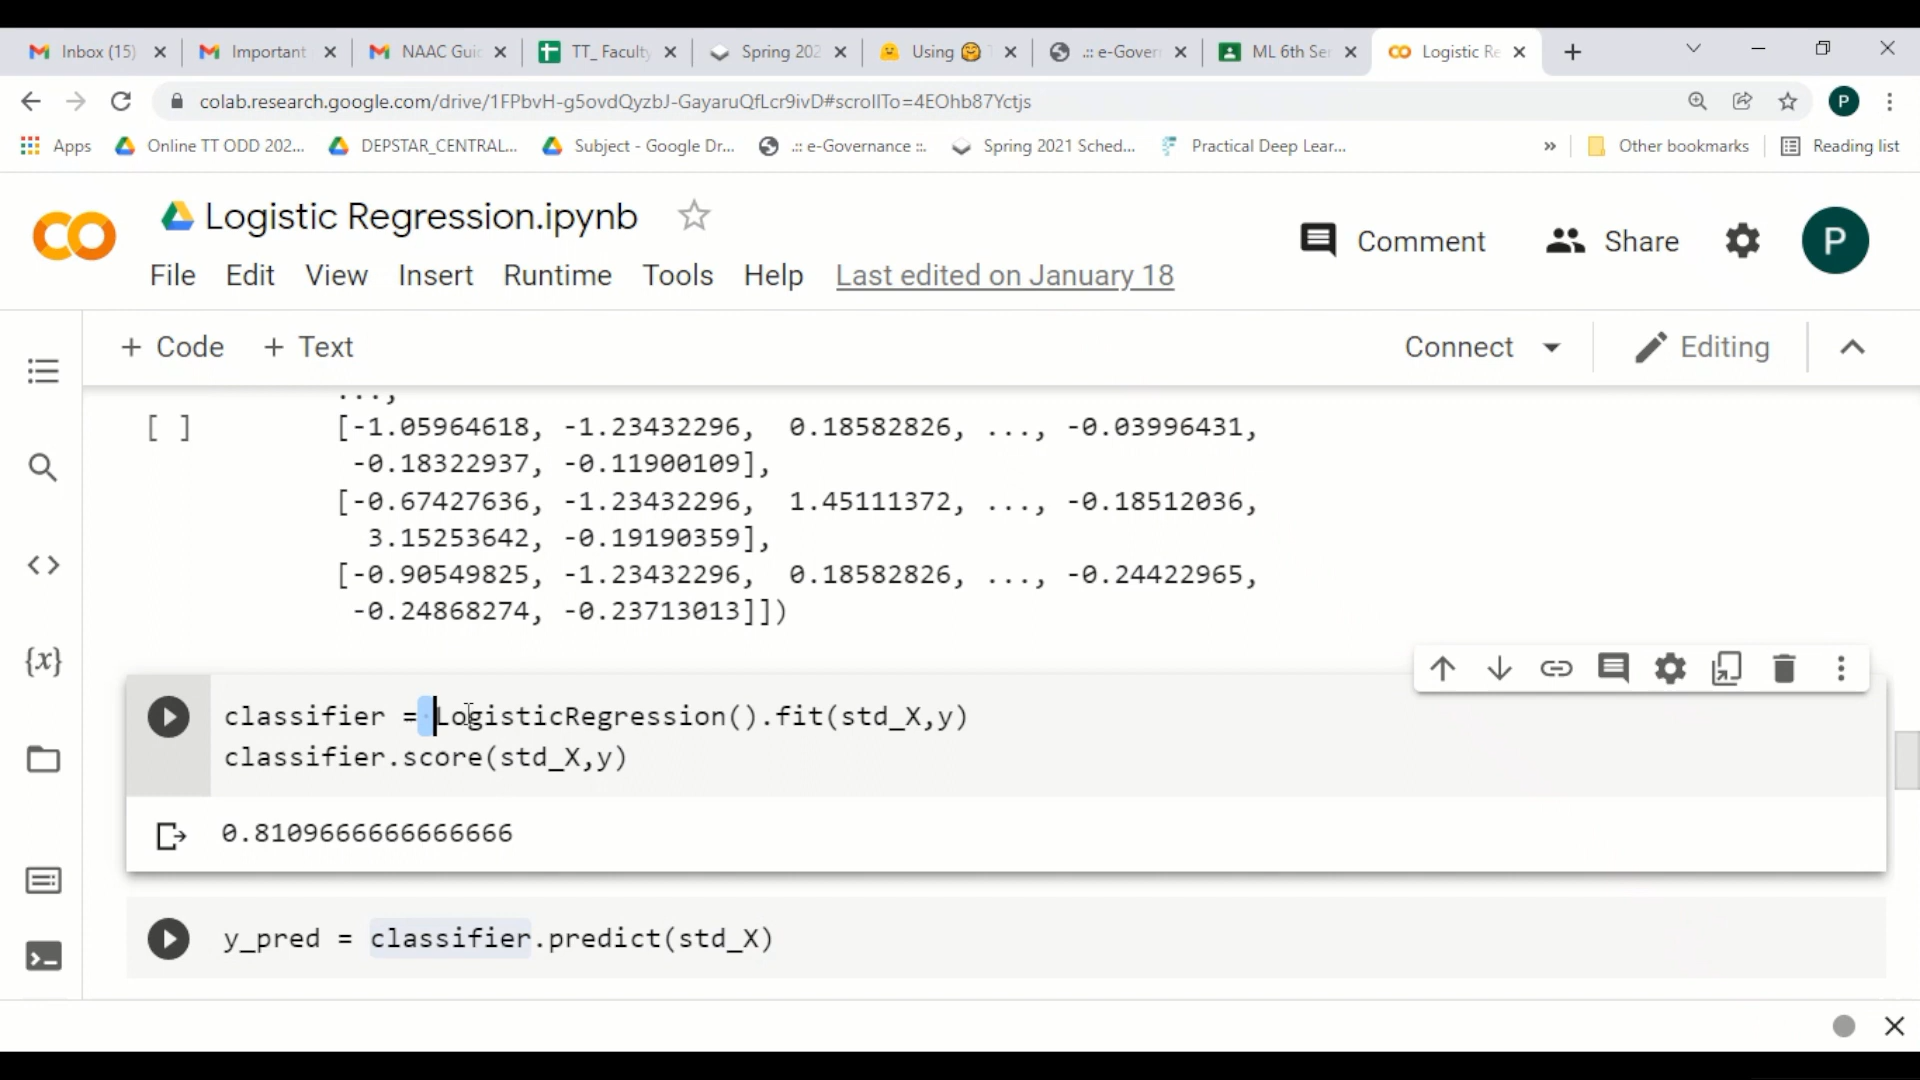 Inbox (15)
Important
NAAC Guid
TT_ Faculty
Spring 202
Using 🤗 T
.:: e-Gover
ML 6th Se
Logistic Re
colab.research.google.com/drive/1FPbvH-g5ovdQyzbJ-GayaruQfLcr9ivD#scrollTo=4EOhb87Yctjs
P
Apps
Online TT ODD 202...
DEPSTAR_CENTRAL...
Subject - Google Dr...
.:: e-Governance ::.
Spring 2021 Sched...
Practical Deep Lear...
»
Other bookmarks
Reading list
Logistic Regression.ipynb
Comment
Share
P
File Edit View Insert Runtime Tools Help Last edited on January 18
+ Code + Text
Connect
Editing
...,
[ ] [-1.05964618, -1.23432296, 0.18582826, ..., -0.03996431,
-0.18322937, -0.11900109],
[-0.67427636, -1.23432296, 1.45111372, ..., -0.18512036,
3.15253642, -0.19190359],
[-0.90549825, -1.23432296, 0.18582826, ..., -0.24422965,
-0.24868274, -0.23713013]])
classifier = LogisticRegression().fit(std_X,y)
classifier.score(std_X,y)
0.8109666666666666
y_pred = classifier.predict(std_X)